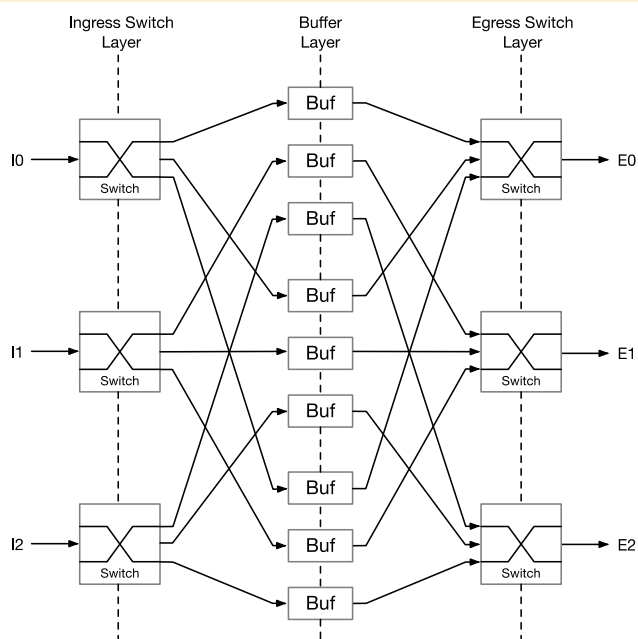 Ingress Switch
Layer
Buffer
Layer
Egress Switch
Layer
Buf
I0
Switch
Buf
Switch
E0
Buf
Buf
I1
Switch
Buf
Switch
E1
Buf
Buf
I2
Switch
Buf
Switch
E2
Buf